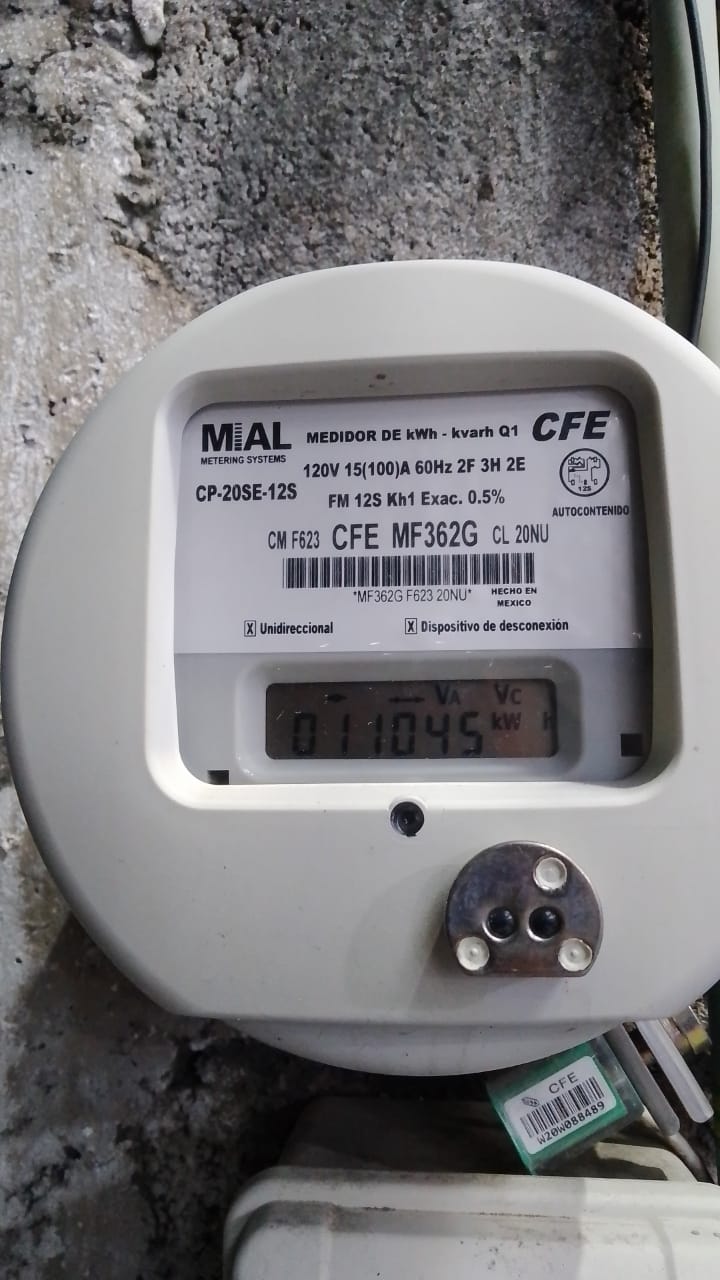 MIAL
METERING SYSTEMS
MEDIDOR DE kWh - kvarh Q1
CFE
120V 15(100)A 60Hz 2F 3H 2E
CP-20SE-12S
FM 12S Kh1 Exac. 0.5%
12S
AUTOCONTENIDO
CM F623 CFE MF362G CL 20NU
*MF362G F623 20NU*
HECHO EN
MEXICO
X Unidireccional
X Dispositivo de desconexión
VA VC
011045 kW h
CFE
W20W088489